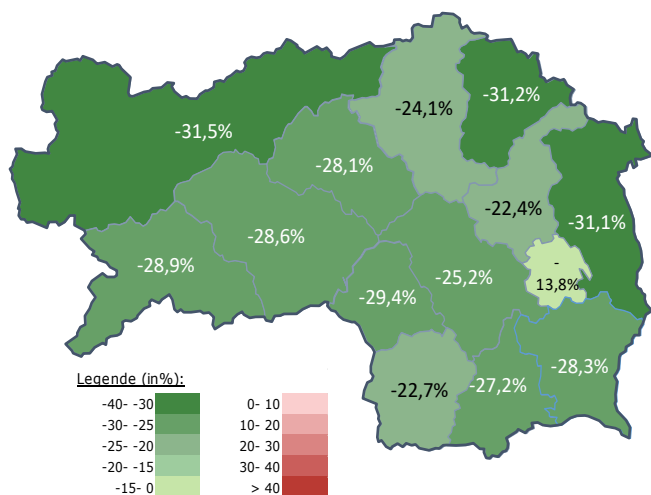 -24,1%
-31,2%
-31,5%
-28,1%
-22,4%
-31,1%
-28,6%
-28,9%
-25,2%
-
13,8%
-29,4%
-22,7%
-27,2%
-28,3%
Legende (in%):
-40- -30 0- 10
-30- -25 10- 20
-25- -20 20- 30
-20- -15 30- 40
-15- 0 > 40